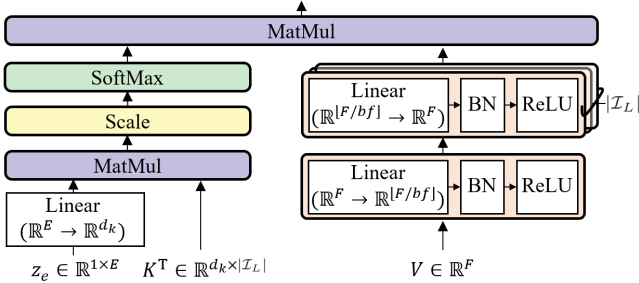 MatMul
SoftMax
Scale
MatMul
Linear
(ℝ^E → ℝ^{d_k})
z_e ∈ ℝ^{1×E}
K^T ∈ ℝ^{d_k×|𝓘_L|}
Linear
(ℝ^{⌊F/bf⌋} → ℝ^F)
BN
ReLU
|𝓘_L|
Linear
(ℝ^F → ℝ^{⌊F/bf⌋})
BN
ReLU
V ∈ ℝ^F